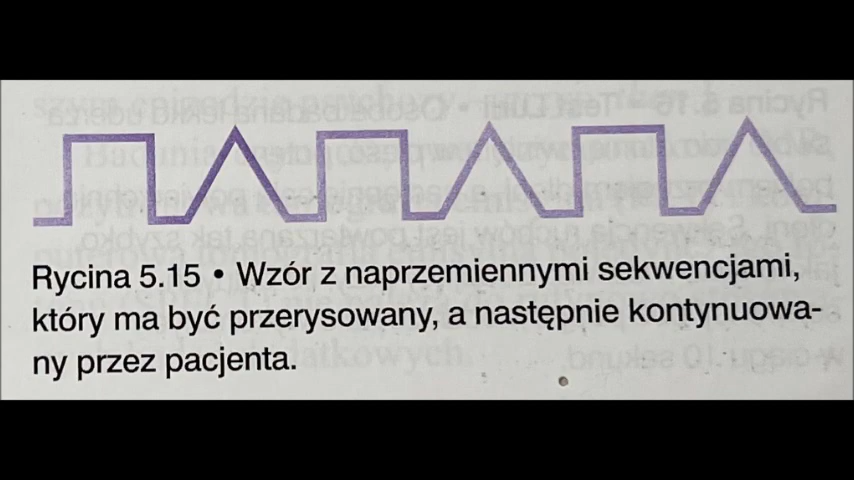 Rycina 5.15 • Wzór z naprzemiennymi sekwencjami,
który ma być przerysowany, a następnie kontynuowa-
ny przez pacjenta.